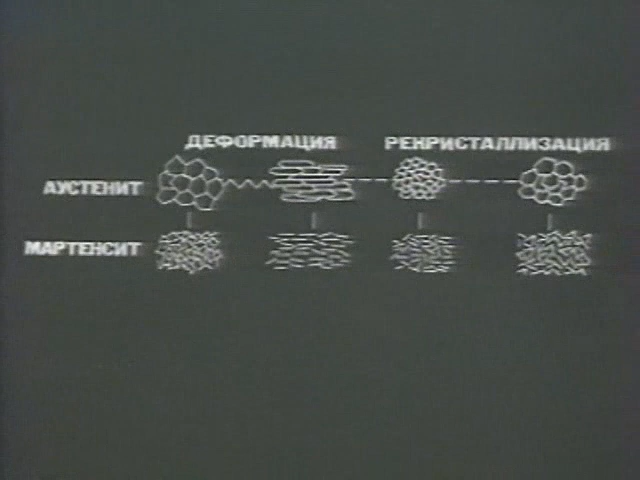 ДЕФОРМАЦИЯ РЕКРИСТАЛЛИЗАЦИЯ
АУСТЕНИТ
МАРТЕНСИТ